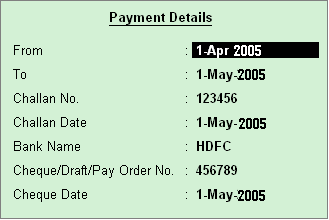 Payment Details
From : 1-Apr 2005
To : 1-May-2005
Challan No. : 123456
Challan Date : 1-May-2005
Bank Name : HDFC
Cheque/Draft/Pay Order No. : 456789
Cheque Date : 1-May-2005